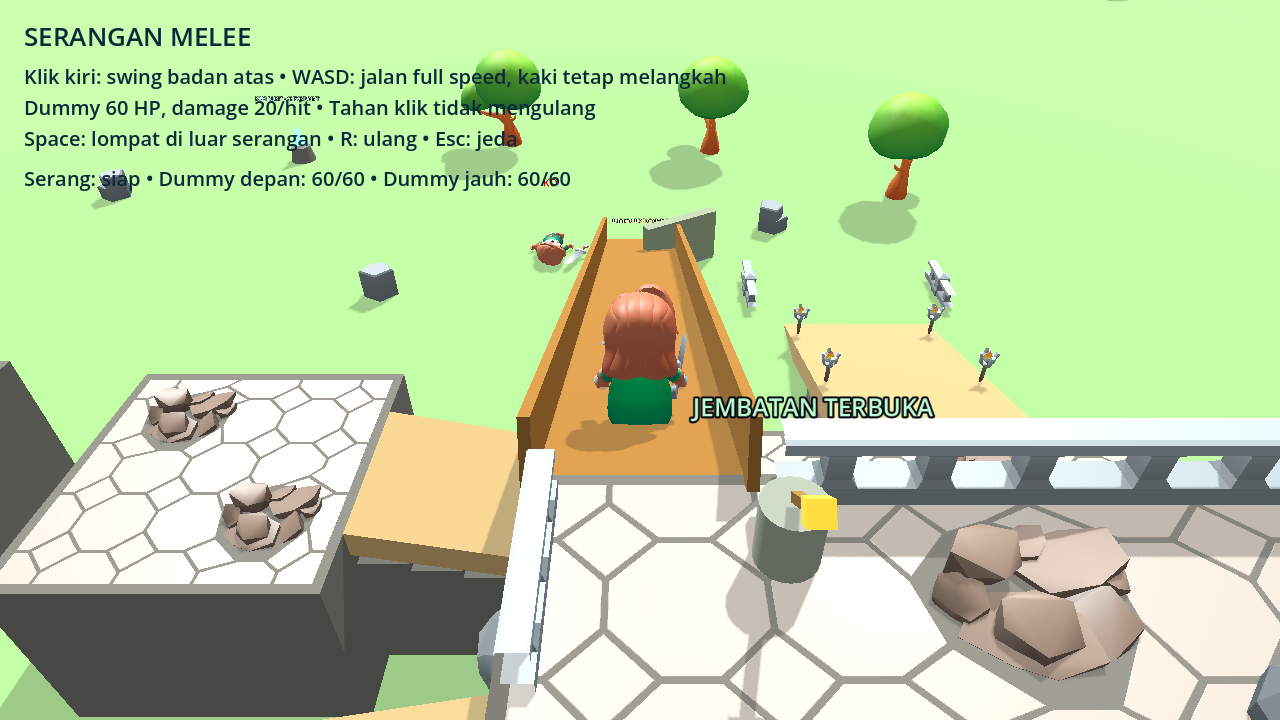 SERANGAN MELEE
Klik kiri: swing badan atas • WASD: jalan full speed, kaki tetap melangkah
Dummy 60 HP, damage 20/hit • Tahan klik tidak mengulang
Space: lompat di luar serangan • R: ulang • Esc: jeda
Serang: siap • Dummy depan: 60/60 • Dummy jauh: 60/60
JEMBATAN TERBUKA